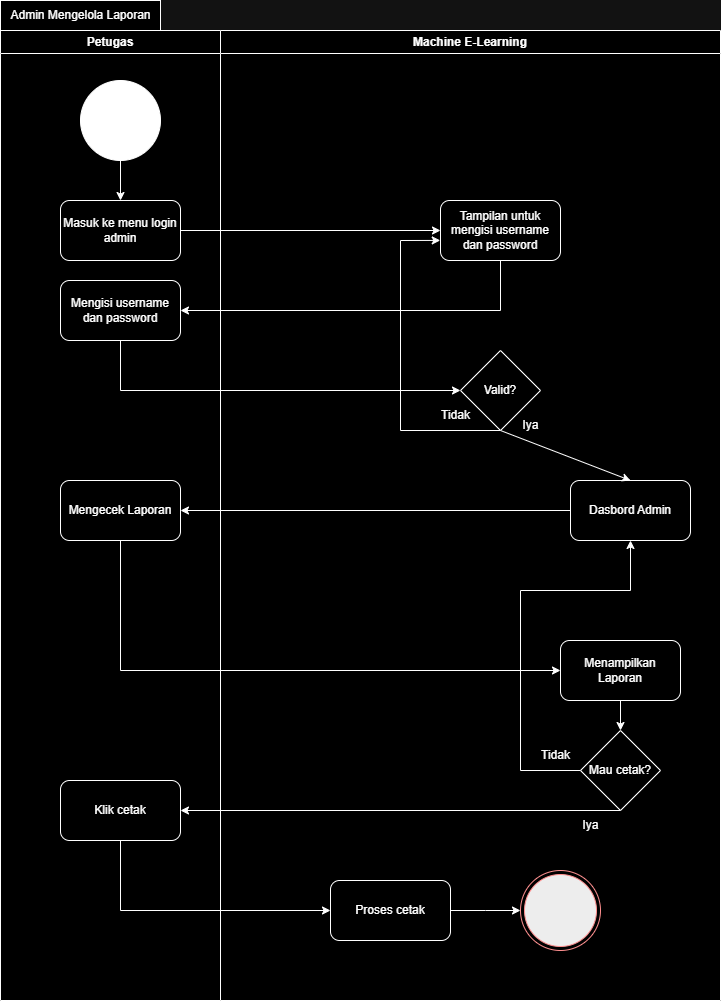 Admin Mengelola Laporan
Petugas
Machine E-Learning
Masuk ke menu login
admin
Tampilan untuk
mengisi username
dan password
Mengisi username
dan password
Valid?
Tidak
Iya
Mengecek Laporan
Dasbord Admin
Menampilkan
Laporan
Tidak
Mau cetak?
Klik cetak
Iya
Proses cetak